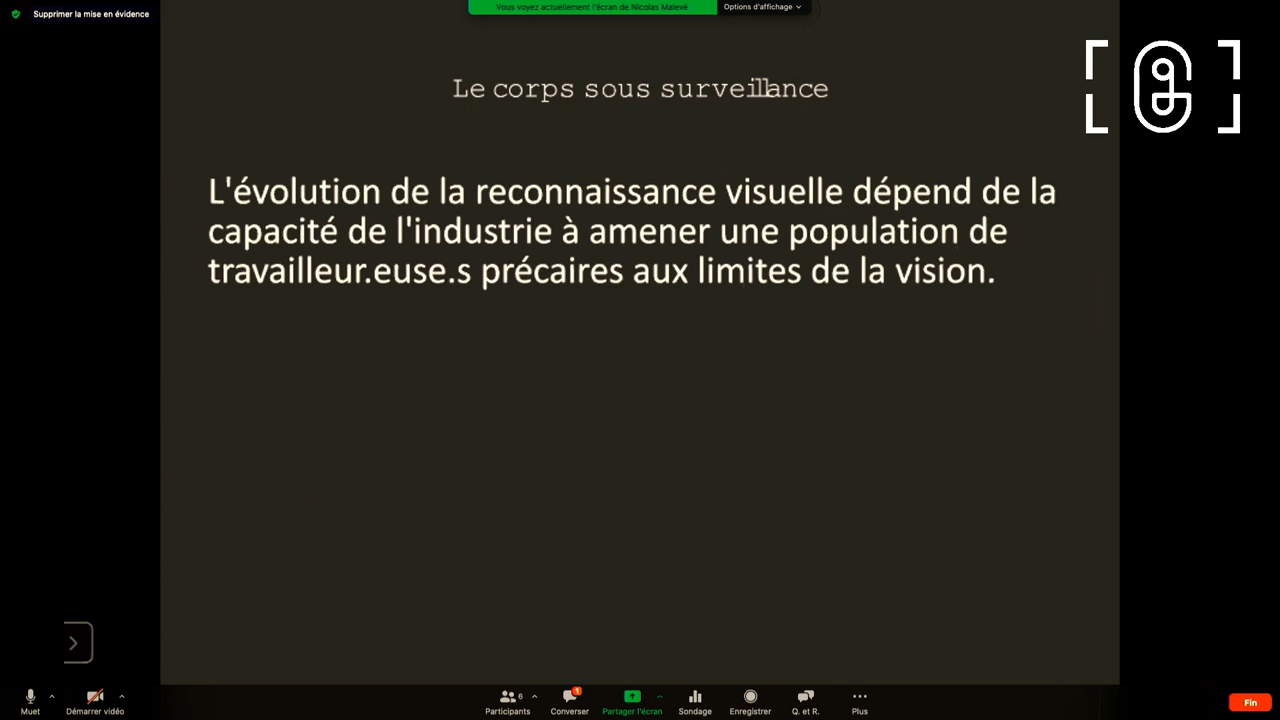 Supprimer la mise en évidence
Vous voyez actuellement l'écran de Nicolas Malevé
Options d'affichage
Le corps sous surveillance
L'évolution de la reconnaissance visuelle dépend de la
capacité de l'industrie à amener une population de
travailleur.euse.s précaires aux limites de la vision.
Muet
Démarrer vidéo
Participants
6
Converser
1
Partager l'écran
Sondage
Enregistrer
Q. et R.
Plus
Fin